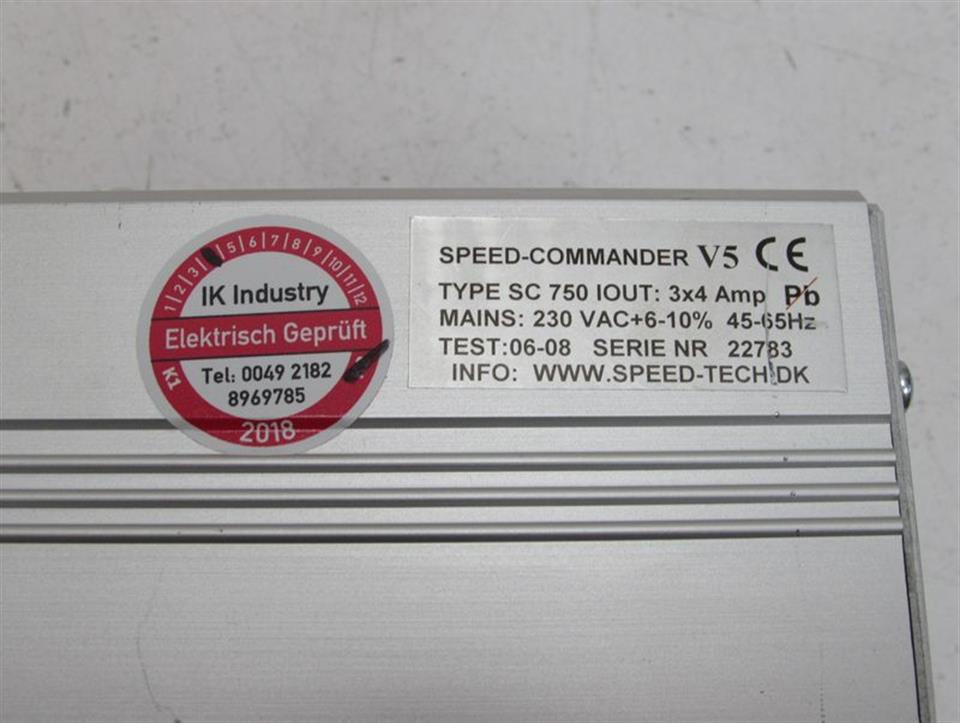 1|2|3| |5|6|7|8|9|10|11|12
IK Industry
Elektrisch Geprüft
Tel: 0049 2182
8969785
K1
2018
SPEED-COMMANDER V5 CE
TYPE SC 750 IOUT: 3x4 Amp Pb
MAINS: 230 VAC+6-10% 45-65Hz
TEST:06-08 SERIE NR 22783
INFO: WWW.SPEED-TECH.DK